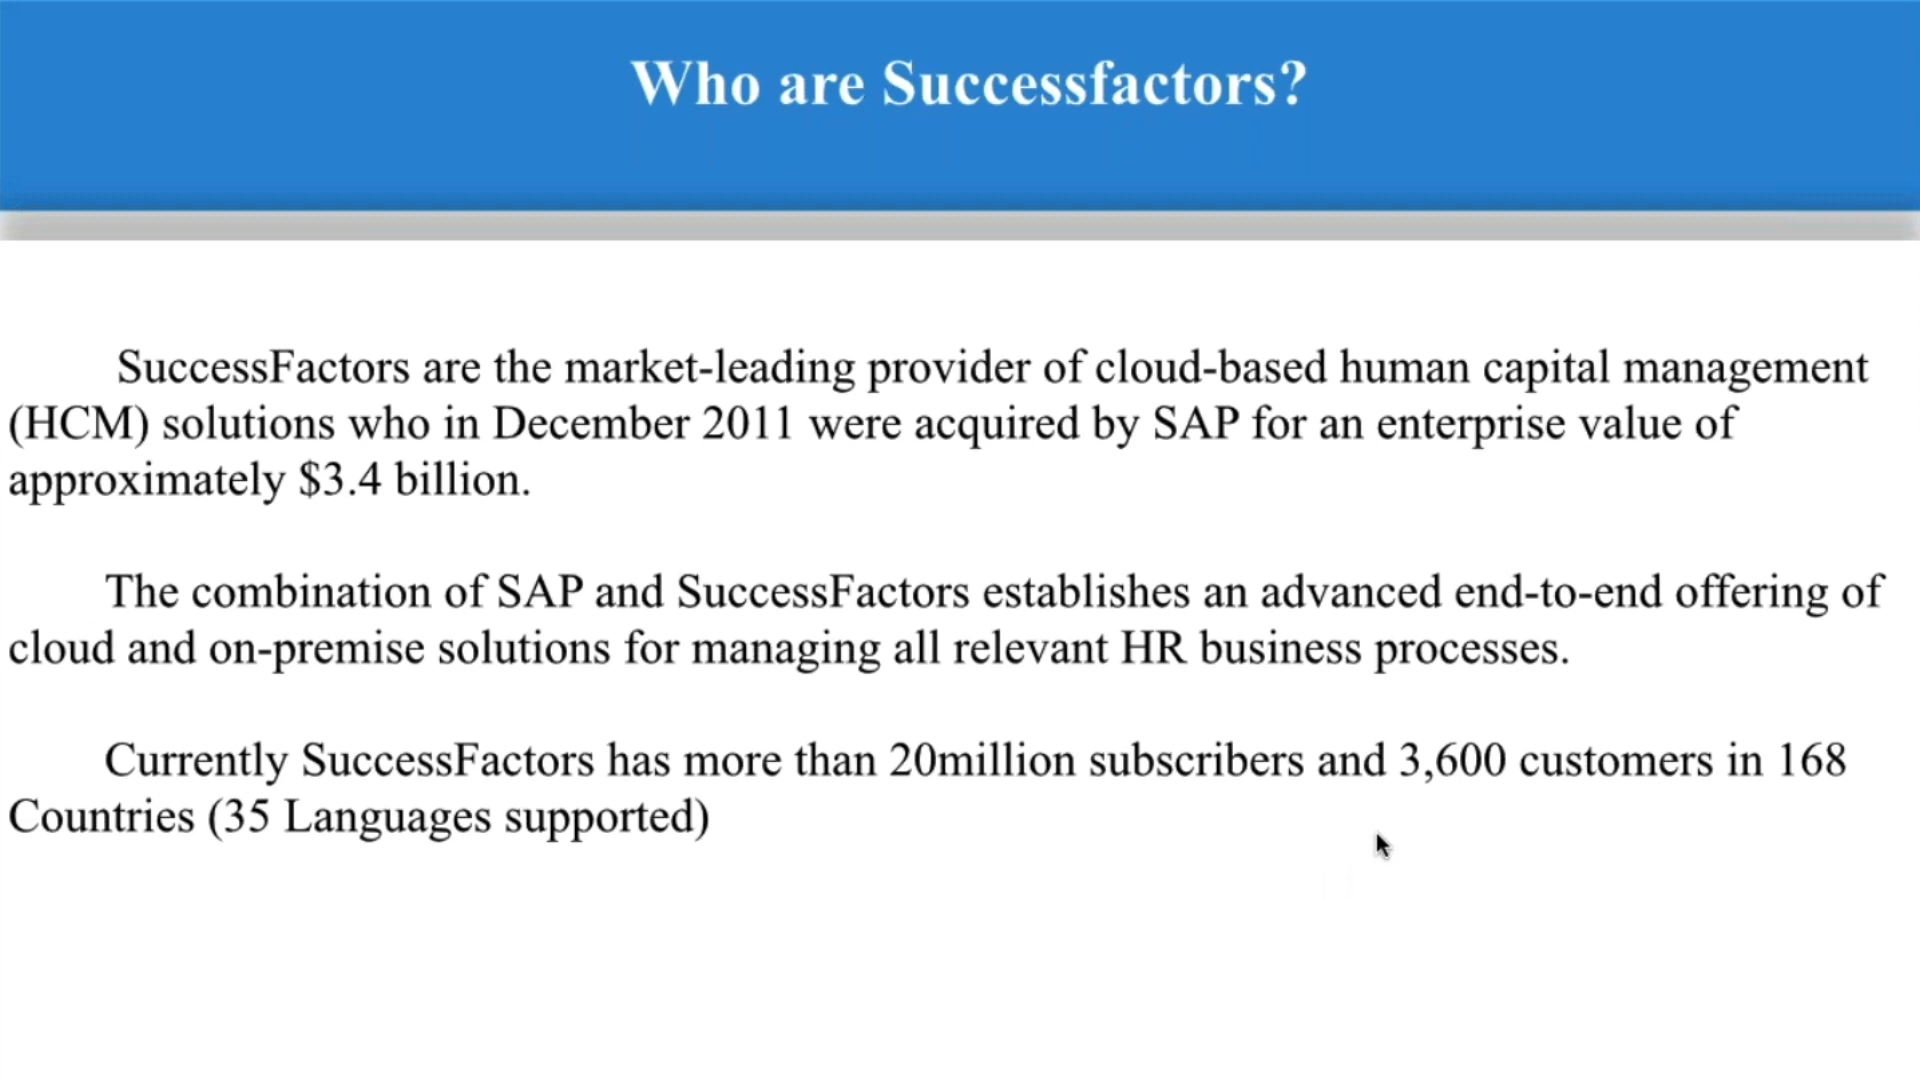 Who are Successfactors?
SuccessFactors are the market-leading provider of cloud-based human capital management
(HCM) solutions who in December 2011 were acquired by SAP for an enterprise value of
approximately $3.4 billion.
The combination of SAP and SuccessFactors establishes an advanced end-to-end offering of
cloud and on-premise solutions for managing all relevant HR business processes.
Currently SuccessFactors has more than 20million subscribers and 3,600 customers in 168
Countries (35 Languages supported)